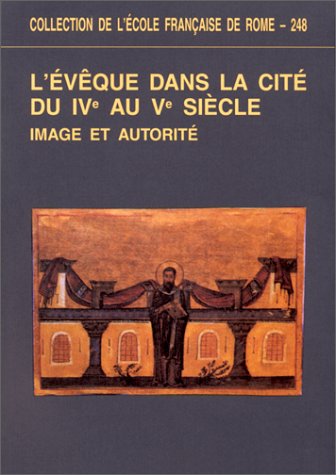 COLLECTION DE L'ÉCOLE FRANÇAISE DE ROME – 248
L'ÉVÊQUE DANS LA CITÉ
DU IVe AU Ve SIÈCLE
IMAGE ET AUTORITÉ